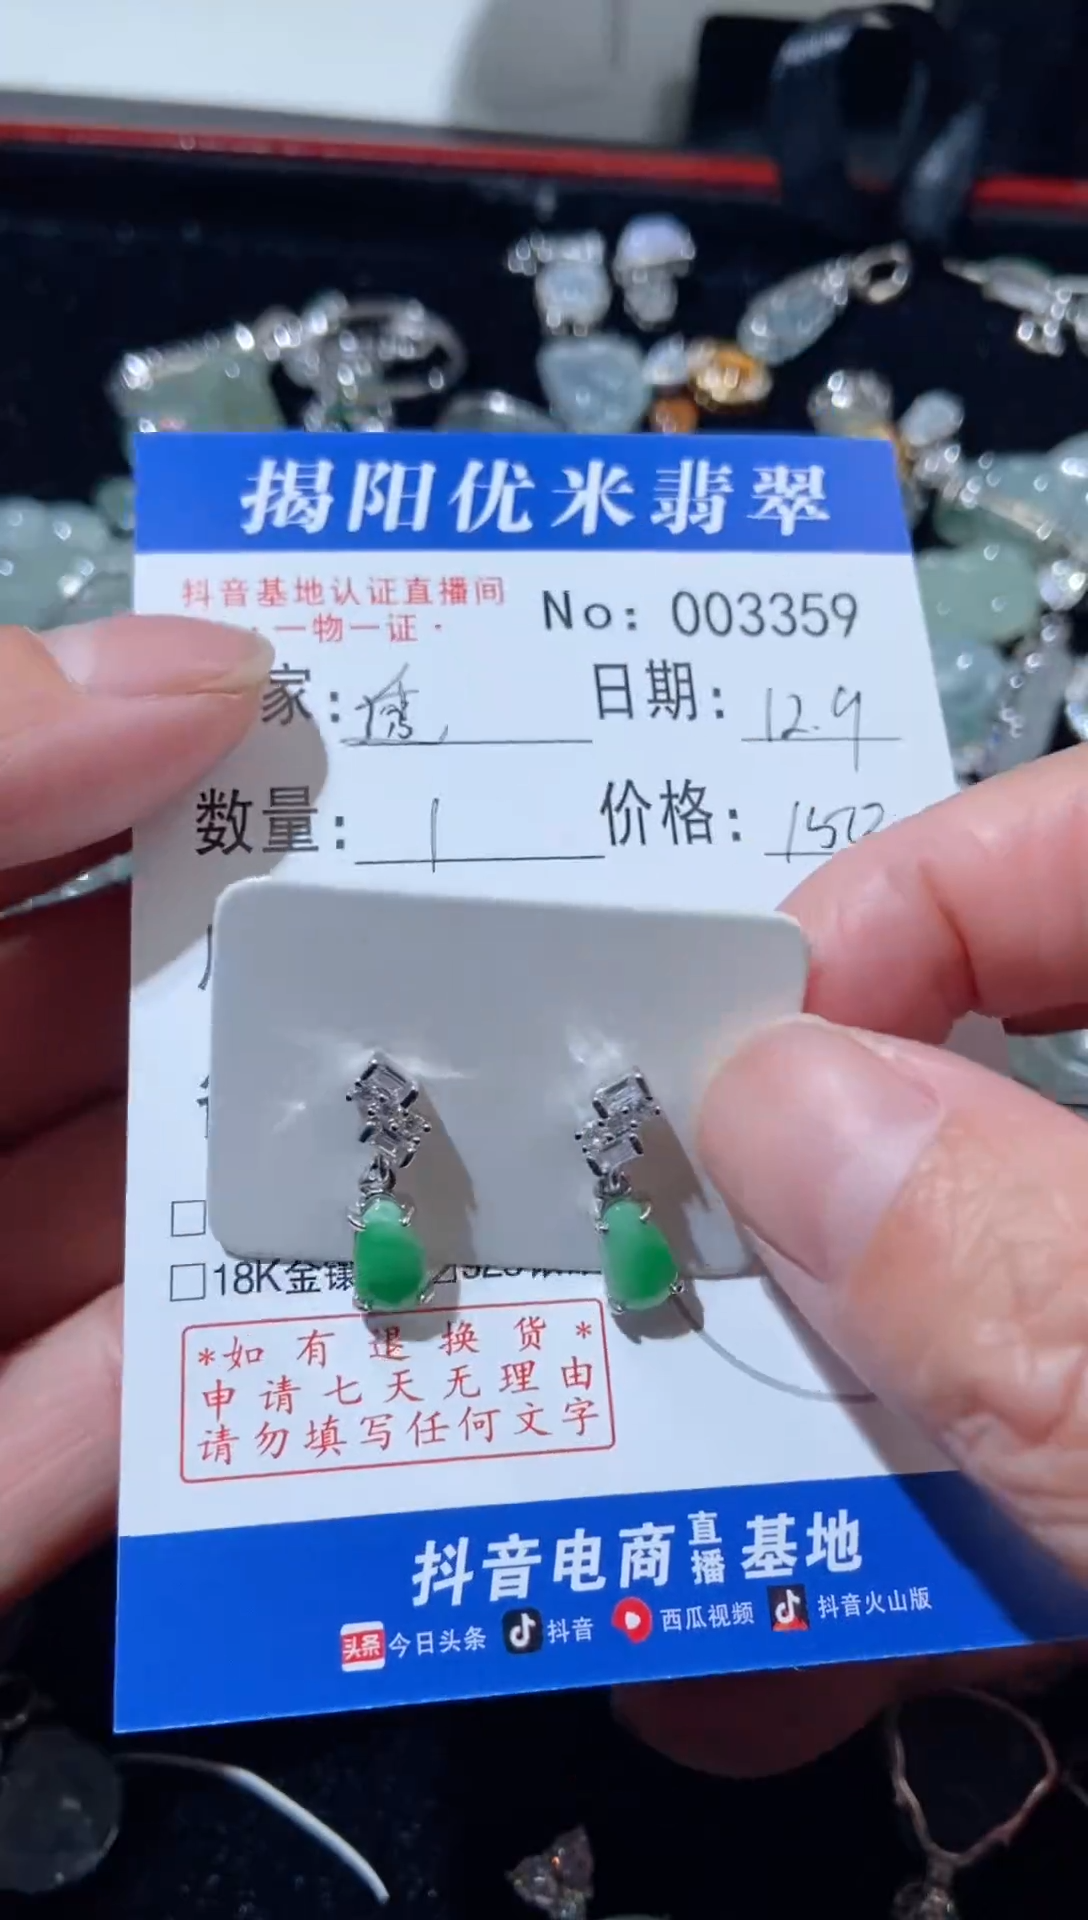 揭阳优米翡翠
抖音基地认证直播间
·一物一证·
No: 003359
家:
日期: 12.9
数量: 1
价格:
□
□18K金镶
*如有退换货*
申请七天无理由
请勿填写任何文字
抖音电商直播基地
头条 今日头条 抖音 西瓜视频 抖音火山版